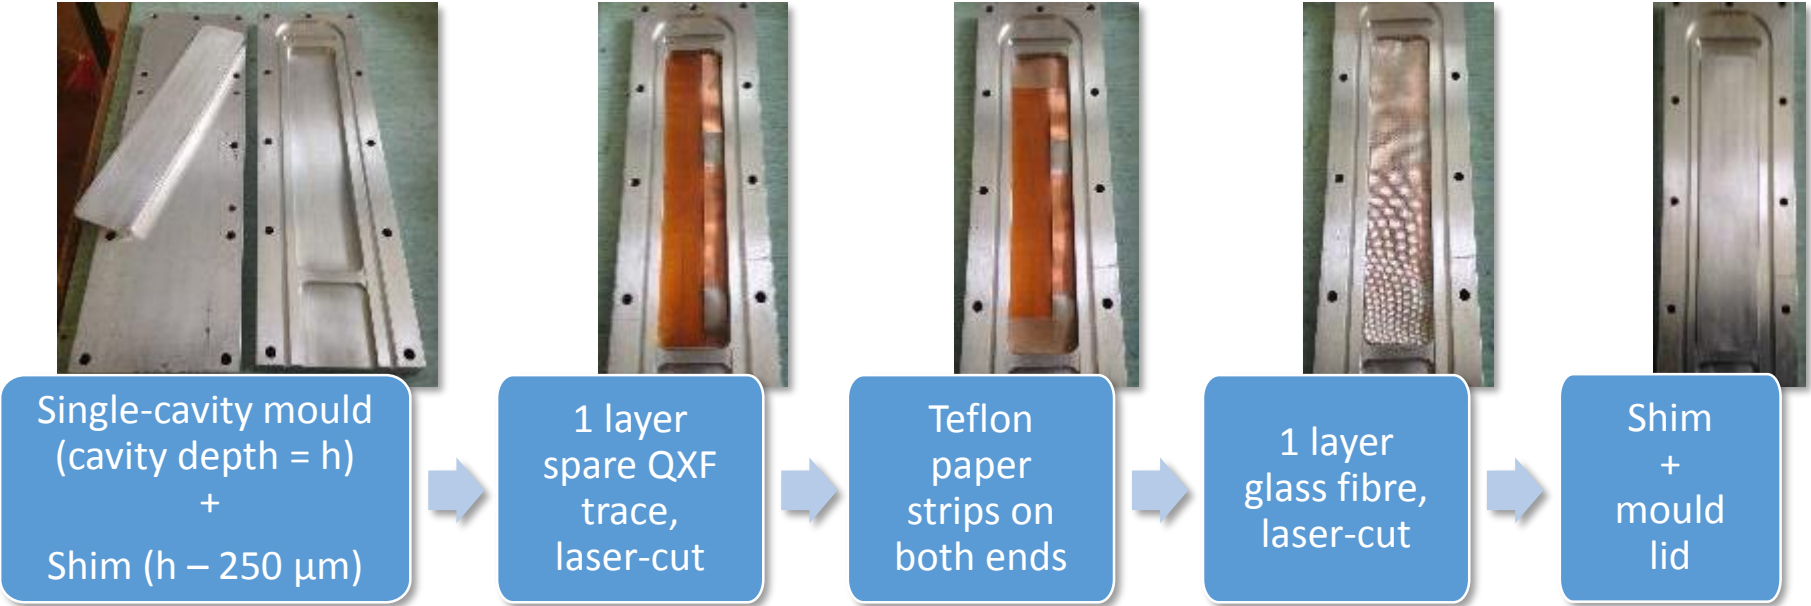 Single-cavity mould
(cavity depth = h)
+
Shim (h – 250 µm)
1 layer
spare QXF
trace,
laser-cut
Teflon
paper
strips on
both ends
1 layer
glass fibre,
laser-cut
Shim
+
mould
lid